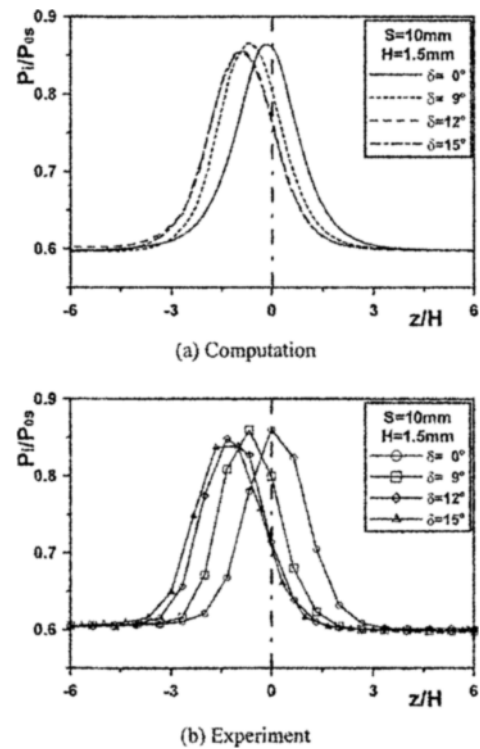 Pi/P0s
0.9
0.8
0.7
0.6
S=10mm
H=1.5mm
δ= 0°
δ= 9°
δ=12°
δ=15°
-6
-3
0
3
6
z/H
(a) Computation
Pi/P0s
0.9
0.8
0.7
0.6
S=10mm
H=1.5mm
δ= 0°
δ= 9°
δ=12°
δ=15°
-6
-3
0
3
6
z/H
(b) Experiment